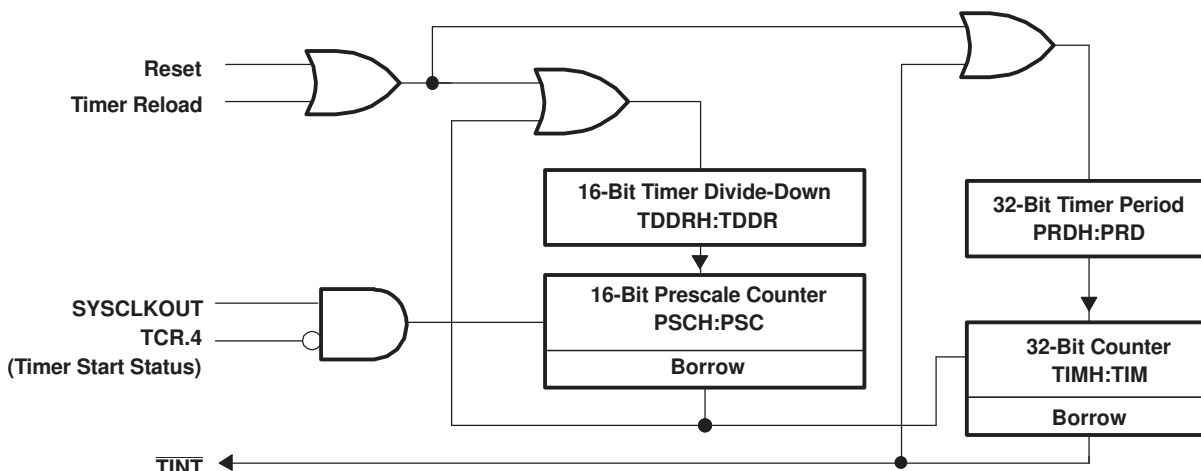 Reset
Timer Reload
16-Bit Timer Divide-Down
TDDRH:TDDR
32-Bit Timer Period
PRDH:PRD
SYSCLKOUT
TCR.4
(Timer Start Status)
16-Bit Prescale Counter
PSCH:PSC
Borrow
32-Bit Counter
TIMH:TIM
Borrow
TINT